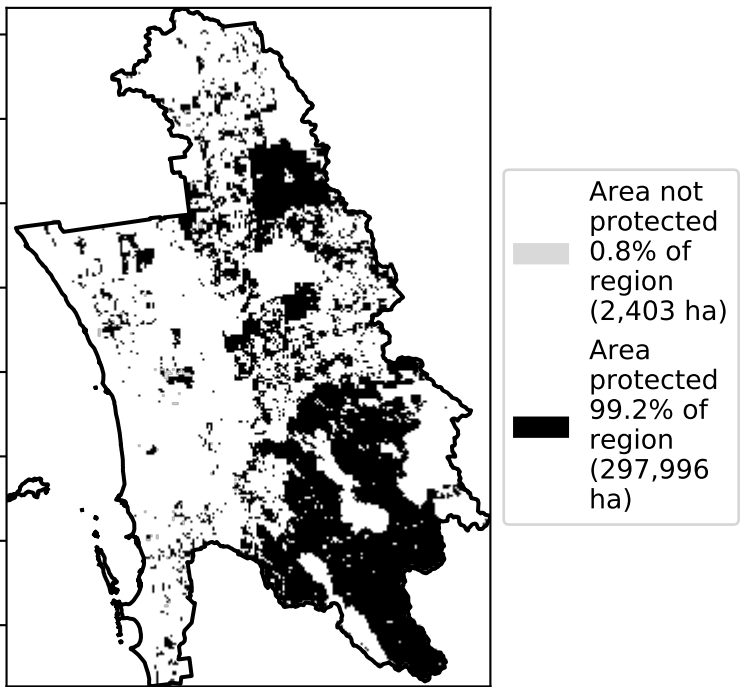 Area not
protected
0.8% of
region
(2,403 ha)
Area
protected
99.2% of
region
(297,996
ha)